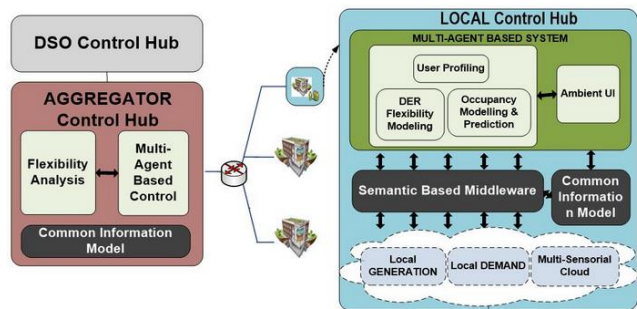 DSO Control Hub
AGGREGATOR
Control Hub
Flexibility
Analysis
Multi-
Agent
Based
Control
Common Information
Model
LOCAL Control Hub
MULTI-AGENT BASED SYSTEM
User Profiling
DER
Flexibility
Modeling
Occupancy
Modelling &
Prediction
Ambient UI
Semantic Based Middleware
Common
Informatio
n Model
Local
GENERATION
Local DEMAND
Multi-Sensorial
Cloud